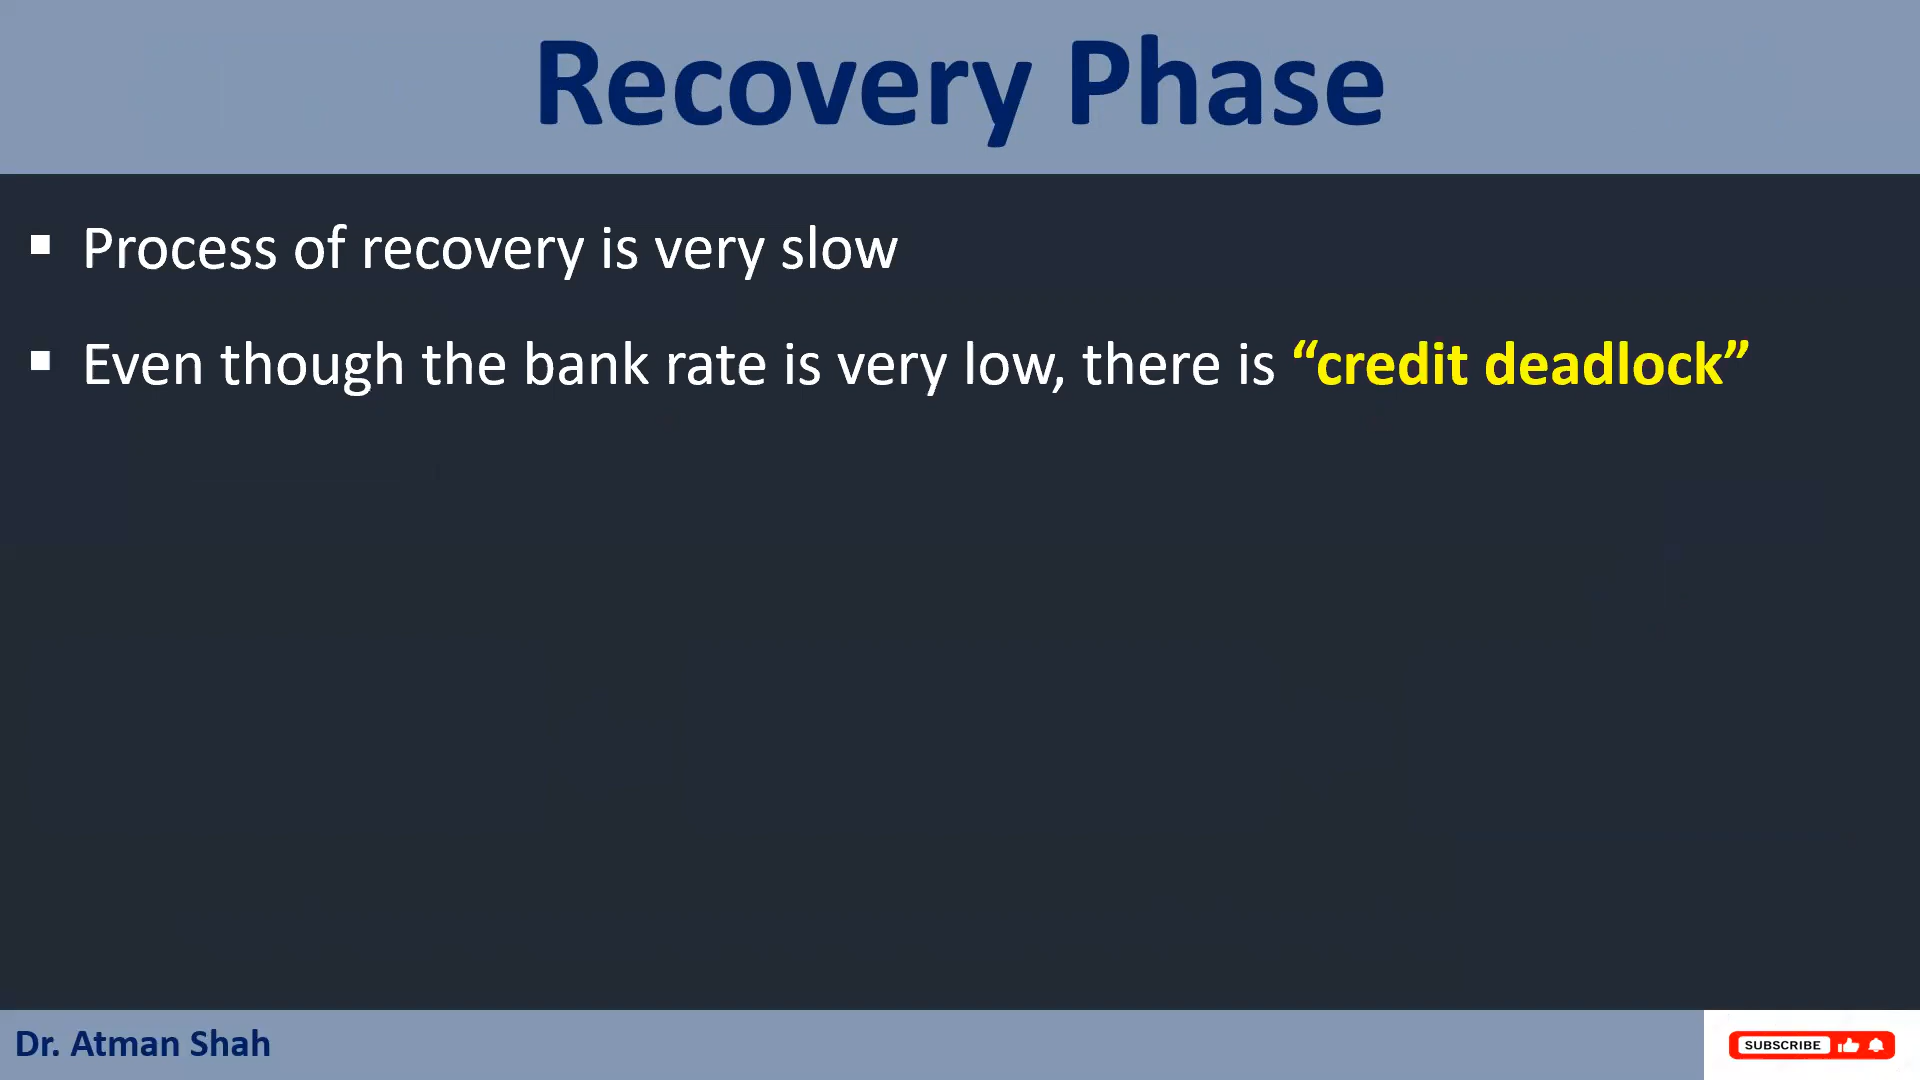 Recovery Phase
▪ Process of recovery is very slow
▪ Even though the bank rate is very low, there is “credit deadlock”
Dr. Atman Shah
SUBSCRIBE